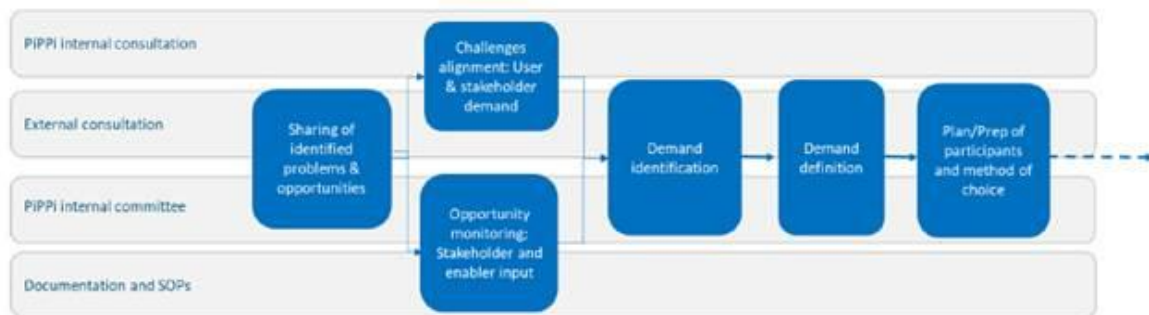 PiPPi internal consultation
External consultation
PiPPi internal committee
Documentation and SOPs
Sharing of
identified
problems &
opportunities
Challenges
alignment: User
& stakeholder
demand
Opportunity
monitoring:
Stakeholder and
enabler input
Demand
identification
Demand
definition
Plan/Prep of
participants
and method of
choice